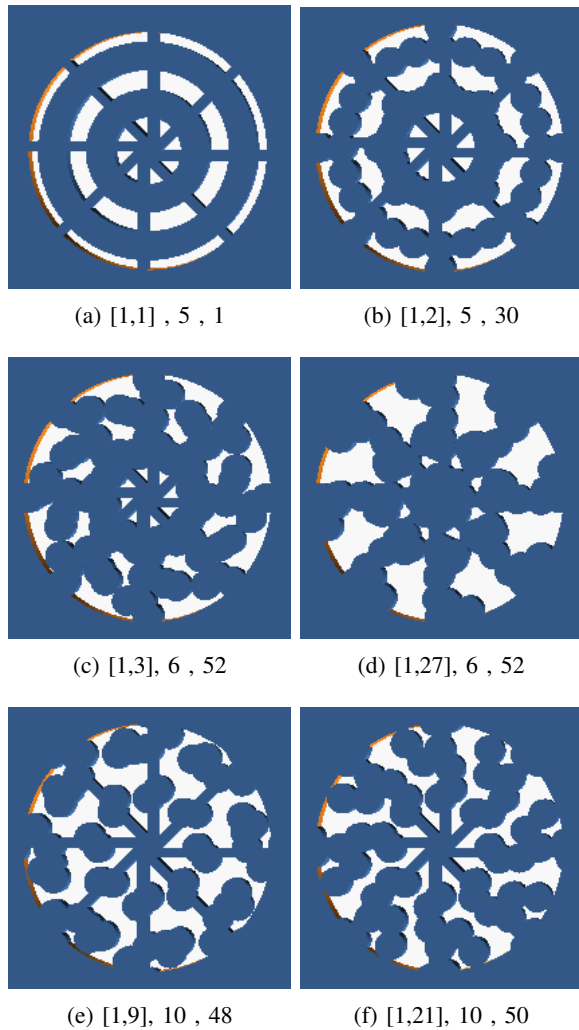 (a) [1,1] , 5 , 1
(b) [1,2], 5 , 30
(c) [1,3], 6 , 52
(d) [1,27], 6 , 52
(e) [1,9], 10 , 48
(f) [1,21], 10 , 50